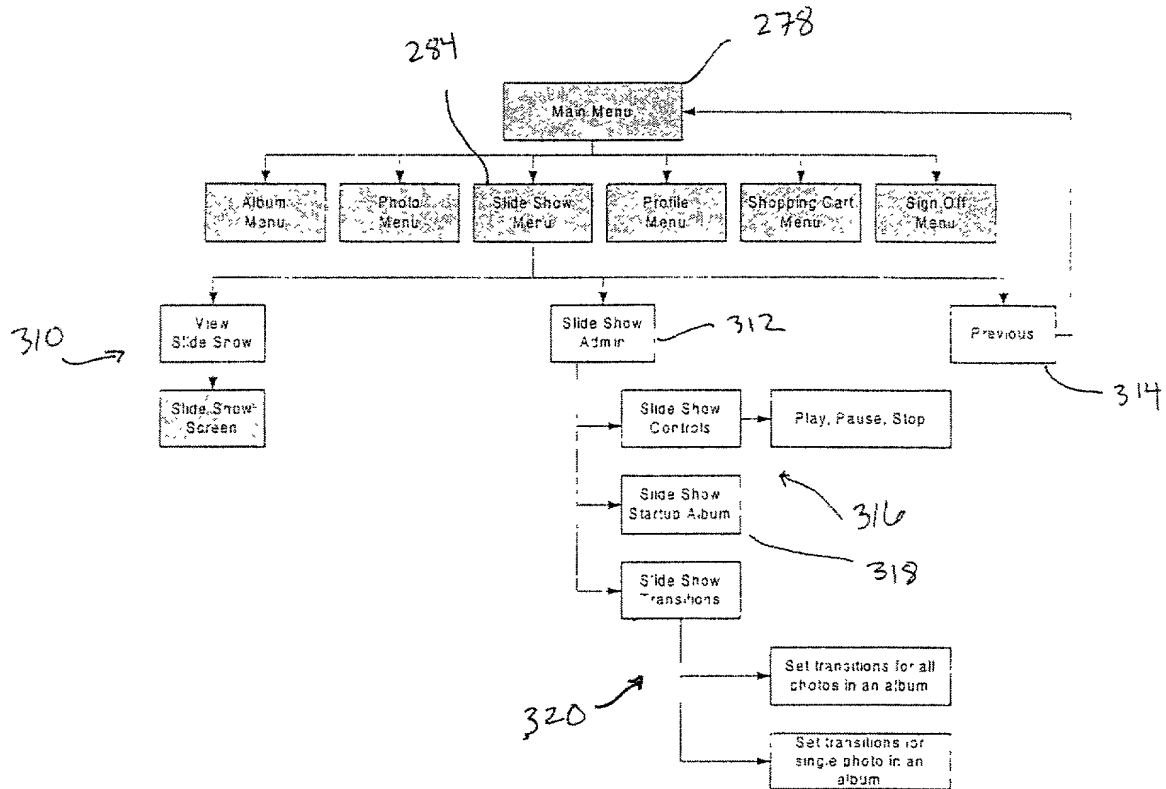 278
284
Main Menu
Album
Menu
Photo
Menu
Slide Show
Menu
Profile
Menu
Shopping Cart
Menu
Sign Off
Menu
310
View
Slide Show
Slide Show
Admin
312
Previous
314
Slide Show
Screen
Slide Show
Controls
Play, Pause, Stop
316
Slide Show
Startup Album
318
Slide Show
Transitions
320
Set transitions for all
photos in an album
Set transitions for
single photo in an
album